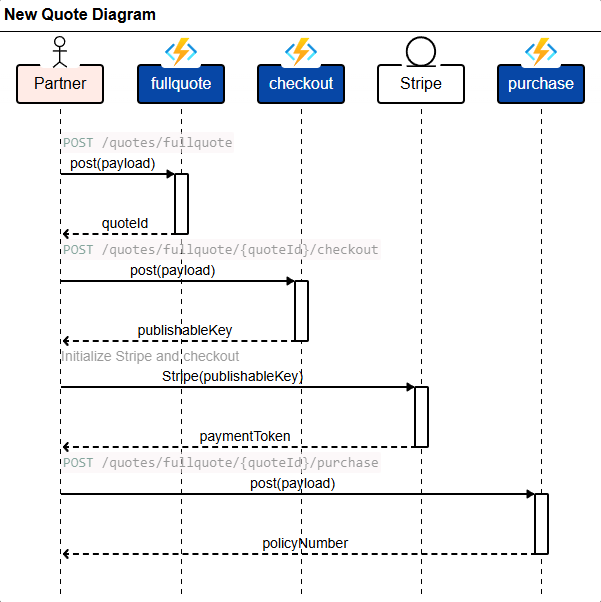 New Quote Diagram
Partner fullquote checkout Stripe purchase
POST /quotes/fullquote
post(payload)
quoteId
POST /quotes/fullquote/{quoteId}/checkout
post(payload)
publishableKey
Initialize Stripe and checkout
Stripe(publishableKey)
paymentToken
POST /quotes/fullquote/{quoteId}/purchase
post(payload)
policyNumber